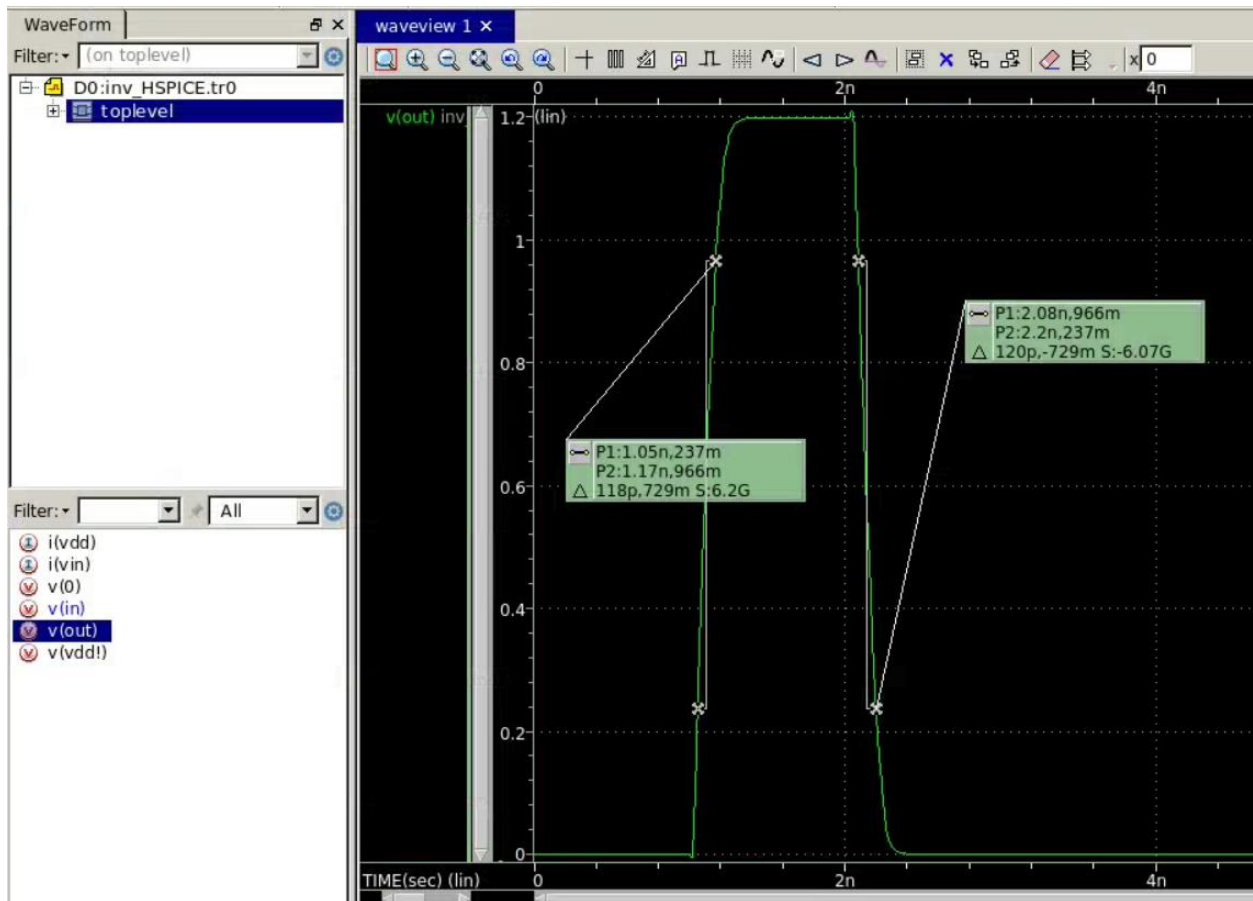 WaveForm
Filter: (on toplevel)
D0:inv_HSPICE.tr0
toplevel
Filter: All
i(vdd)
i(vin)
v(0)
v(in)
v(out)
v(vdd!)
waveview 1
x 0
0 2n 4n
v(out) inv 1.2 (lin)
1
P1:2.08n,966m
P2:2.2n,237m
△ 120p,-729m S:-6.07G
0.8
P1:1.05n,237m
P2:1.17n,966m
△ 118p,729m S:6.2G
0.6
0.4
0.2
0
TIME(sec) (lin) 0 2n 4n